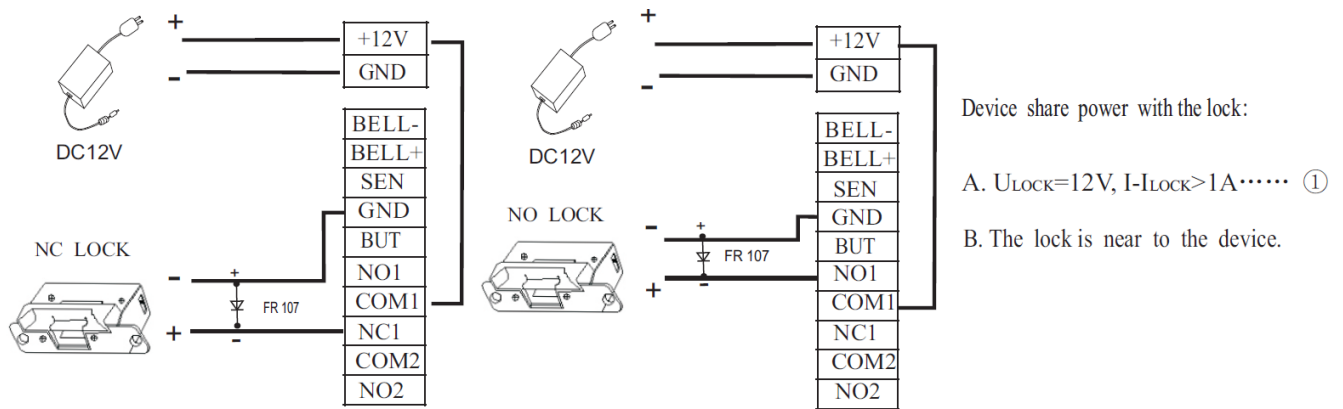 +
-
DC12V
+12V
GND
BELL-
BELL+
SEN
GND
BUT
NO1
COM1
NC1
COM2
NO2
NC LOCK
-
+
+
-
FR 107
+
-
DC12V
+12V
GND
BELL-
BELL+
SEN
GND
BUT
NO1
COM1
NC1
COM2
NO2
NO LOCK
-
+
+
-
FR 107
Device share power with the lock:
A. ULOCK=12V, I-ILOCK>1A…… ①
B. The lock is near to the device.